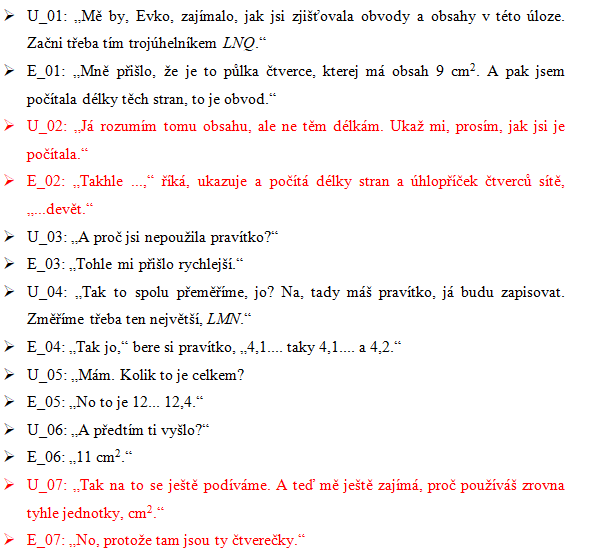 ➤ U_01: „Mě by, Evko, zajímalo, jak jsi zjišťovala obvody a obsahy v této úloze.
Začni třeba tím trojúhelníkem LNQ.“
➤ E_01: „Mně přišlo, že je to půlka čtverce, kterej má obsah 9 cm². A pak jsem
počítala délky těch stran, to je obvod.“
➤ U_02: „Já rozumím tomu obsahu, ale ne těm délkám. Ukaž mi, prosím, jak jsi je
počítala.“
➤ E_02: „Takhle ...,“ říká, ukazuje a počítá délky stran a úhlopříček čtverců sítě,
„...devět.“
➤ U_03: „A proč jsi nepoužila pravítko?“
➤ E_03: „Tohle mi přišlo rychlejší.“
➤ U_04: „Tak to spolu přeměříme, jo? Na, tady máš pravítko, já budu zapisovat.
Změříme třeba ten největší, LMN.“
➤ E_04: „Tak jo,“ bere si pravítko, „4,1.... taky 4,1.... a 4,2.“
➤ U_05: „Mám. Kolik to je celkem?
➤ E_05: „No to je 12... 12,4.“
➤ U_06: „A předtím ti vyšlo?“
➤ E_06: „11 cm².“
➤ U_07: „Tak na to se ještě podíváme. A teď mě ještě zajímá, proč používáš zrovna
tyhle jednotky, cm².“
➤ E_07: „No, protože tam jsou ty čtverečky.“